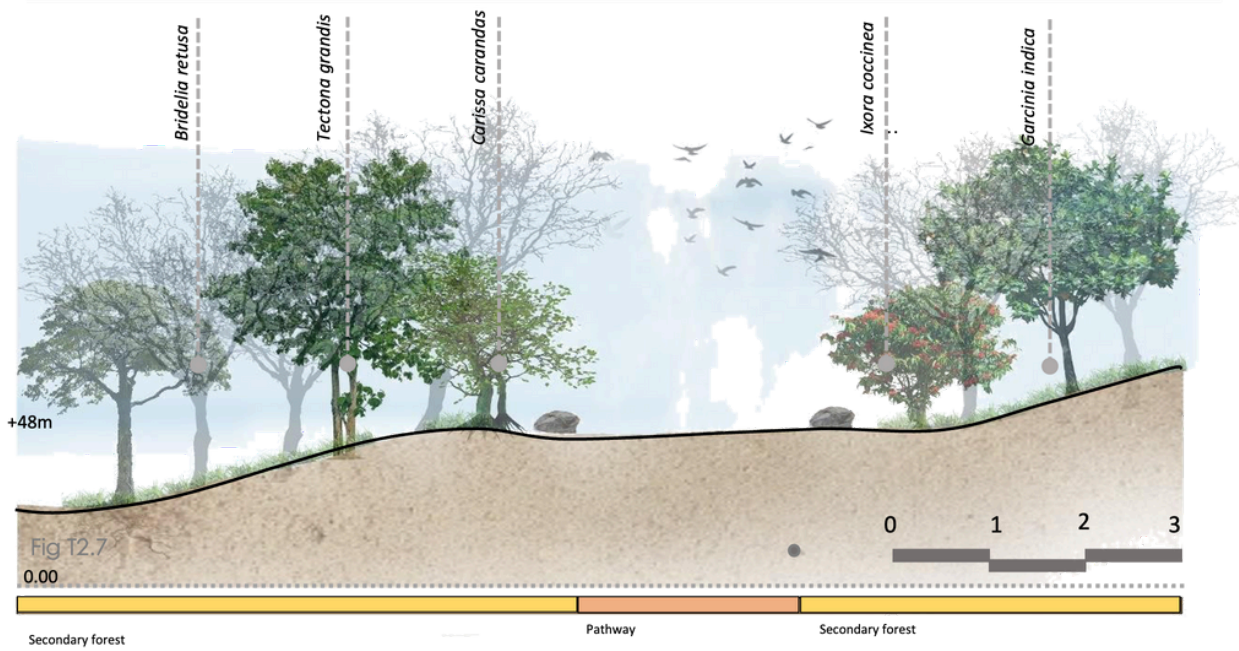 Bridelia retusa
Tectona grandis
Carissa carandas
Ixora coccinea
Garcinia indica
+48m
0 1 2 3
Fig T2.7
0.00
Secondary forest
Pathway
Secondary forest